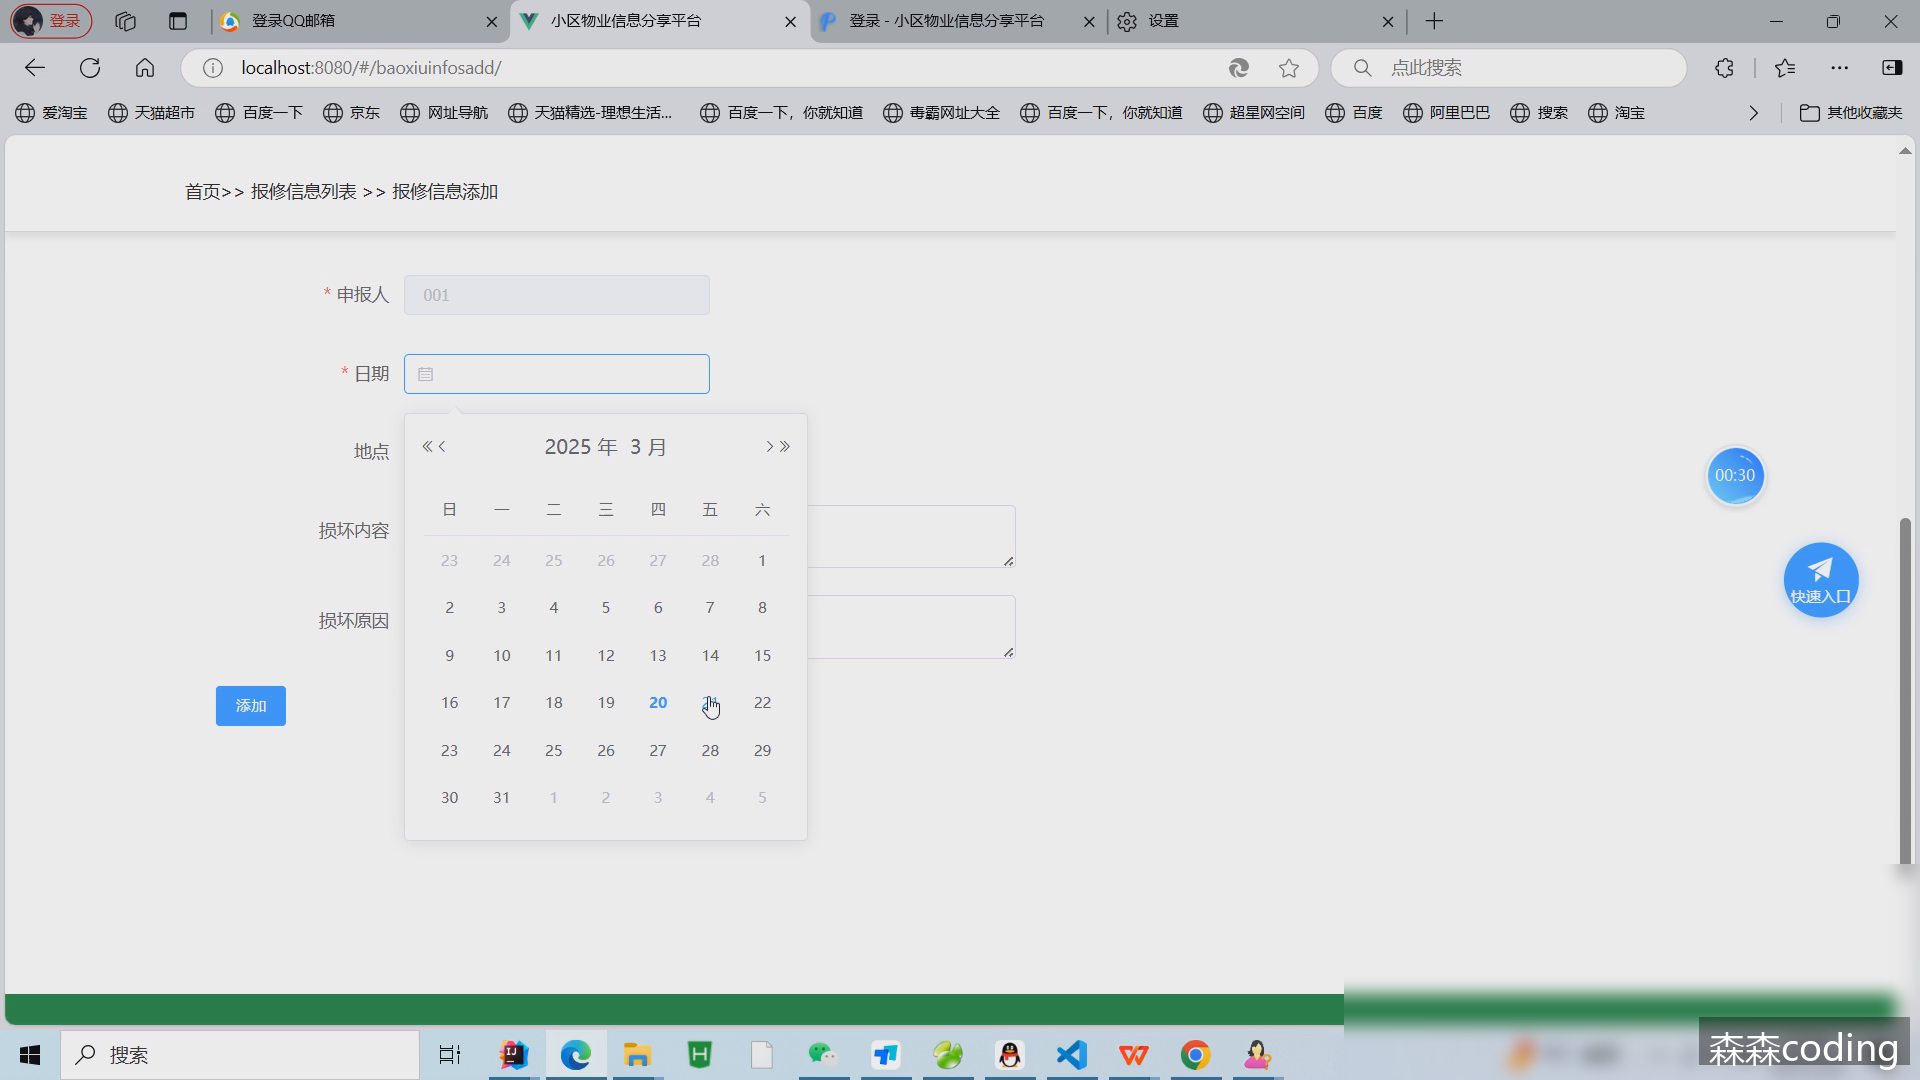 登录
登录QQ邮箱
小区物业信息分享平台
登录 - 小区物业信息分享平台
设置
localhost:8080/#/baoxiuinfosadd/
点此搜索
爱淘宝
天猫超市
百度一下
京东
网址导航
天猫精选-理想生活...
百度一下，你就知道
毒霸网址大全
百度一下，你就知道
超星网空间
百度
阿里巴巴
搜索
淘宝
其他收藏夹
首页>> 报修信息列表 >> 报修信息添加
* 申报人 001
* 日期
地点
2025 年 3 月
日 一 二 三 四 五 六
23 24 25 26 27 28 1
2 3 4 5 6 7 8
9 10 11 12 13 14 15
16 17 18 19 20 21 22
23 24 25 26 27 28 29
30 31 1 2 3 4 5
损坏内容
损坏原因
添加
00:30
快速入口
搜索
森森coding